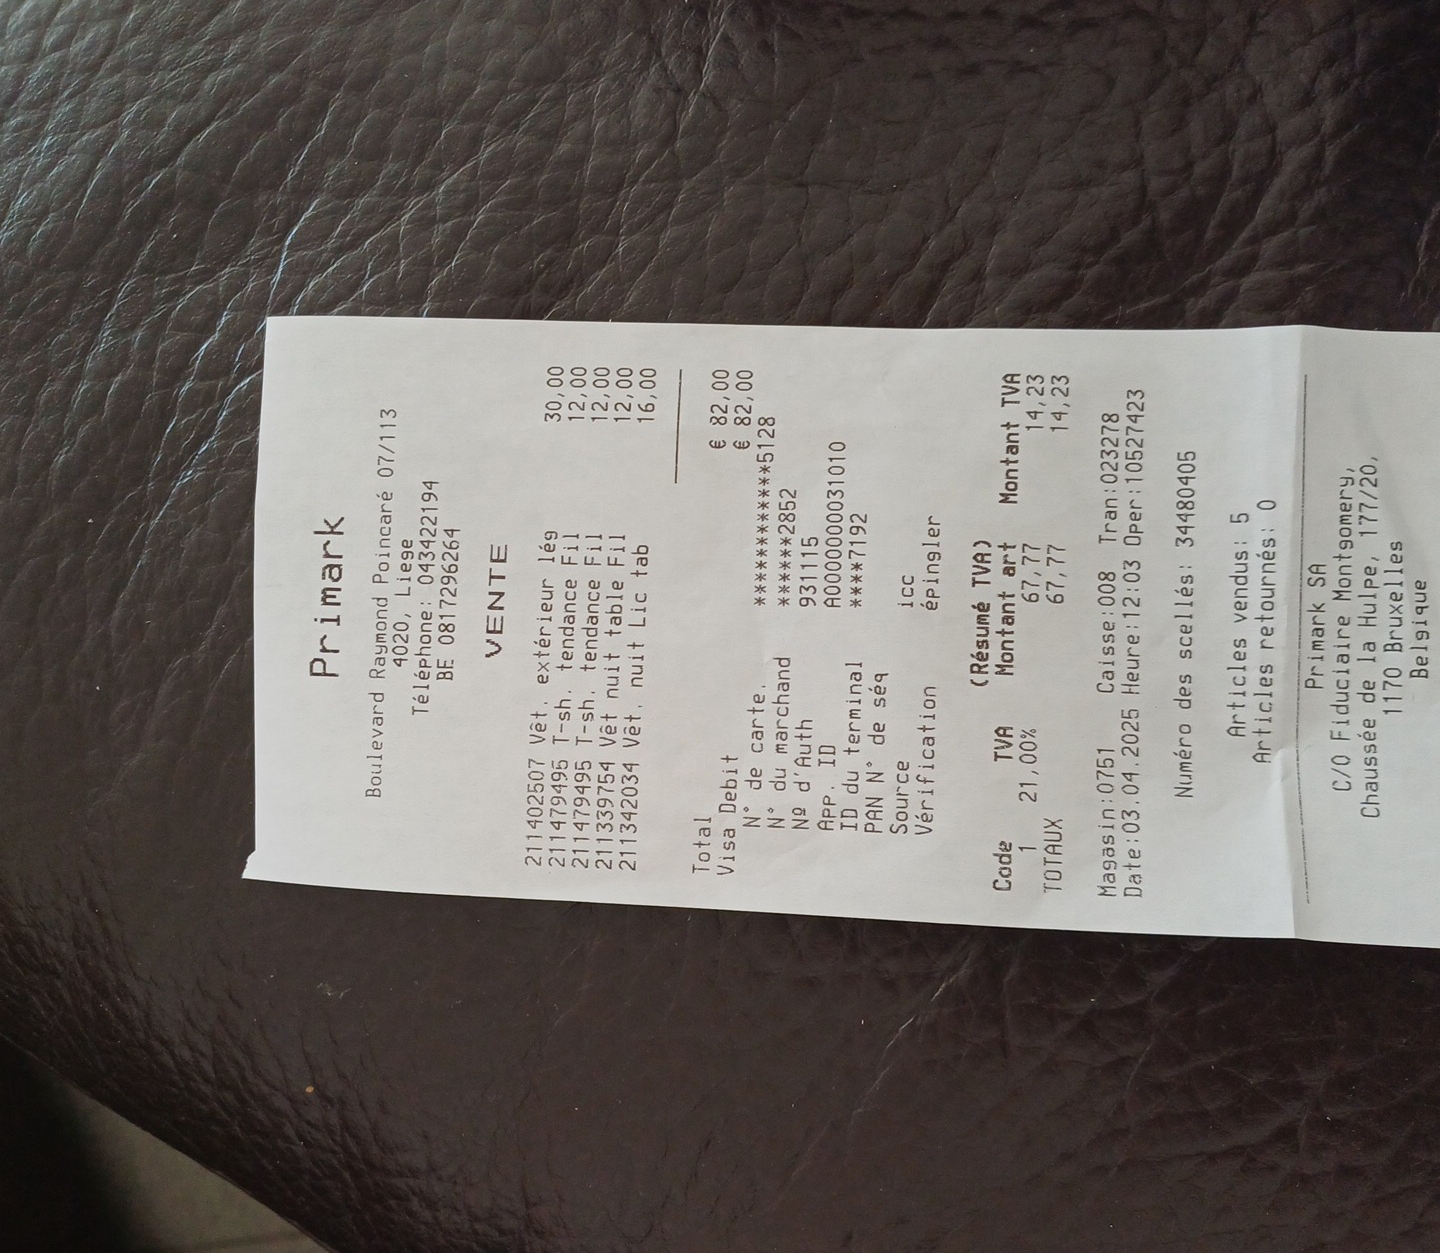 Primark
Boulevard Raymond Poincaré 07/113
4020, Liege
Téléphone: 043422194
BE 0817296264
VENTE
211402507 Vêt. extérieur lég 30,00
211479495 T-sh. tendance Fil 12,00
211479495 T-sh. tendance Fil 12,00
211339754 Vêt nuit table Fil 12,00
211342034 Vêt. nuit Lic tab 16,00
Total € 82,00
Visa Debit € 82,00
N° de carte. ************5128
N° du marchand ******2852
Nº d'Auth 931115
App. ID A0000000031010
ID du terminal ****7192
PAN N° de séq
Source icc
Vérification épingler
(Résumé TVA)
Code TVA Montant art Montant TVA
1 21,00% 67,77 14,23
TOTAUX 67,77 14,23
Magasin:0751 Caisse:008 Tran:023278
Date:03.04.2025 Heure:12:03 Oper:10527423
Numéro des scellés: 34480405
Articles vendus: 5
Articles retournés: 0
Primark SA
C/O Fiduciaire Montgomery,
Chaussée de la Hulpe, 177/20,
1170 Bruxelles
Belgique